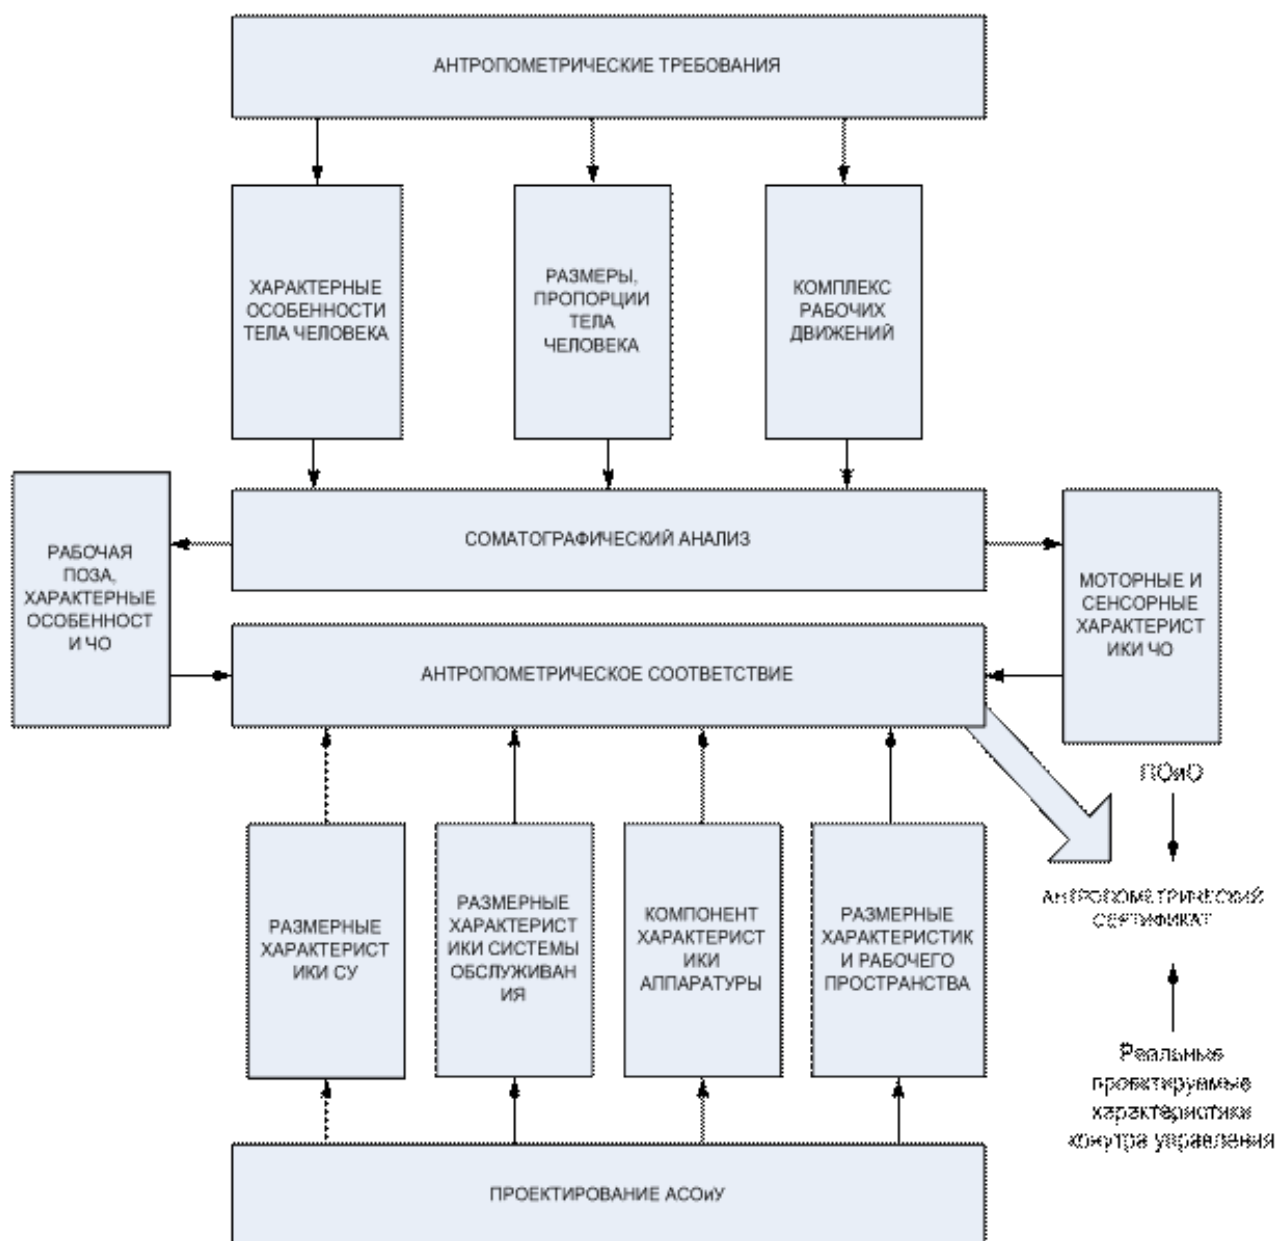 АНТРОПОМЕТРИЧЕСКИЕ ТРЕБОВАНИЯ
ХАРАКТЕРНЫЕ
ОСОБЕННОСТИ
ТЕЛА ЧЕЛОВЕКА
РАЗМЕРЫ,
ПРОПОРЦИИ
ТЕЛА
ЧЕЛОВЕКА
КОМПЛЕКС
РАБОЧИХ
ДВИЖЕНИЙ
СОМАТОГРАФИЧЕСКИЙ АНАЛИЗ
РАБОЧАЯ
ПОЗА,
ХАРАКТЕРНЫЕ
ОСОБЕННОСТ
И ЧО
МОТОРНЫЕ И
СЕНСОРНЫЕ
ХАРАКТЕРИСТ
ИКИ ЧО
АНТРОПОМЕТРИЧЕСКОЕ СООТВЕТСТВИЕ
ПОиО
АНТРОПОМЕТРИЧЕСКИЙ
СЕРТИФИКАТ
РАЗМЕРНЫЕ
ХАРАКТЕРИСТ
ИКИ СУ
РАЗМЕРНЫЕ
ХАРАКТЕРИСТ
ИКИ СИСТЕМЫ
ОБСЛУЖИВАН
ИЯ
КОМПОНЕНТ
ХАРАКТЕРИСТ
ИКИ
АППАРАТУРЫ
РАЗМЕРНЫЕ
ХАРАКТЕРИСТИК
И РАБОЧЕГО
ПРОСТРАНСТВА
Реальные
проектируемые
характеристики
контура управления
ПРОЕКТИРОВАНИЕ АСОиУ